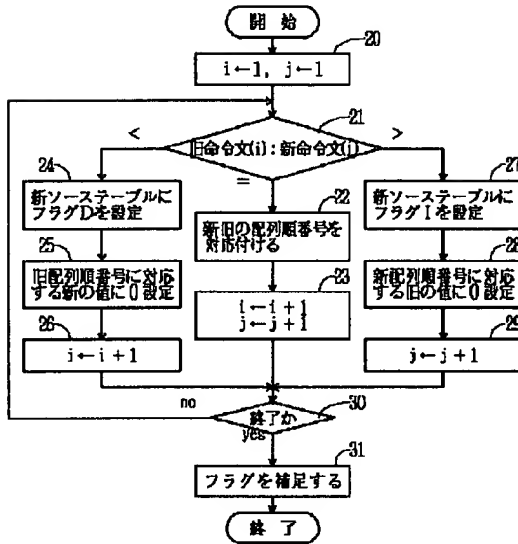 開 始
20
i←1, j←1
21
旧命令文(i):新命令文(j)
<
=
>
24
新ソーステーブルに
フラグDを設定
22
新旧の配列順番号を
対応付ける
27
新ソーステーブルに
フラグIを設定
25
旧配列順番号に対応
する新の値に0設定
23
i←i+1
j←j+1
28
新配列順番号に対応
する旧の値に0設定
26
i←i+1
29
j←j+1
no
30
終了か
yes
31
フラグを補足する
終 了